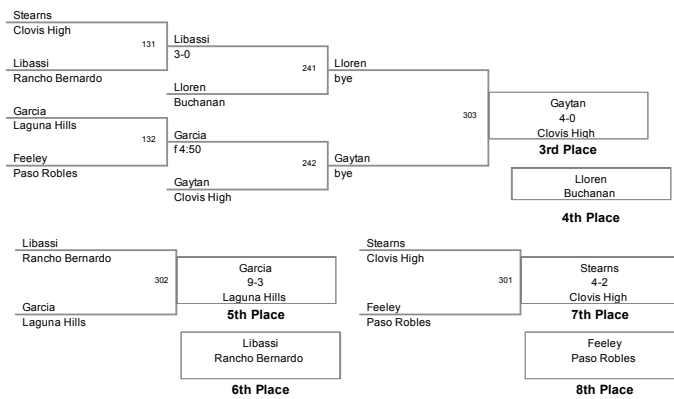 Stearns
Clovis High
131
Libassi
3-0
Libassi
Rancho Bernardo
241
Lloren
bye
Lloren
Buchanan
Garcia
Laguna Hills
132
Garcia
f 4:50
Feeley
Paso Robles
242
Gaytan
bye
Gaytan
Clovis High
303
Gaytan
4-0
Clovis High
3rd Place
Lloren
Buchanan
4th Place
Libassi
Rancho Bernardo
302
Garcia
Laguna Hills
Garcia
9-3
Laguna Hills
5th Place
Libassi
Rancho Bernardo
6th Place
Stearns
Clovis High
301
Feeley
Paso Robles
Stearns
4-2
Clovis High
7th Place
Feeley
Paso Robles
8th Place